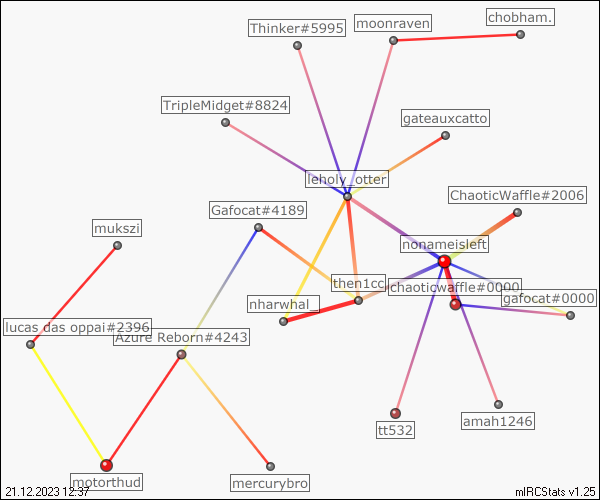 chobham.
moonraven
Thinker#5995
TripleMidget#8824
gateauxcatto
leholy_otter
ChaoticWaffle#2006
Gafocat#4189
mukszi
nonameisleft
then1cc
chaoticwaffle#0000
gafocat#0000
nharwhal_
lucas das oppai#2396
Azure Reborn#4243
amah1246
tt532
motorthud
mercurybro
21.12.2023 12:37
mIRCStats v1.25